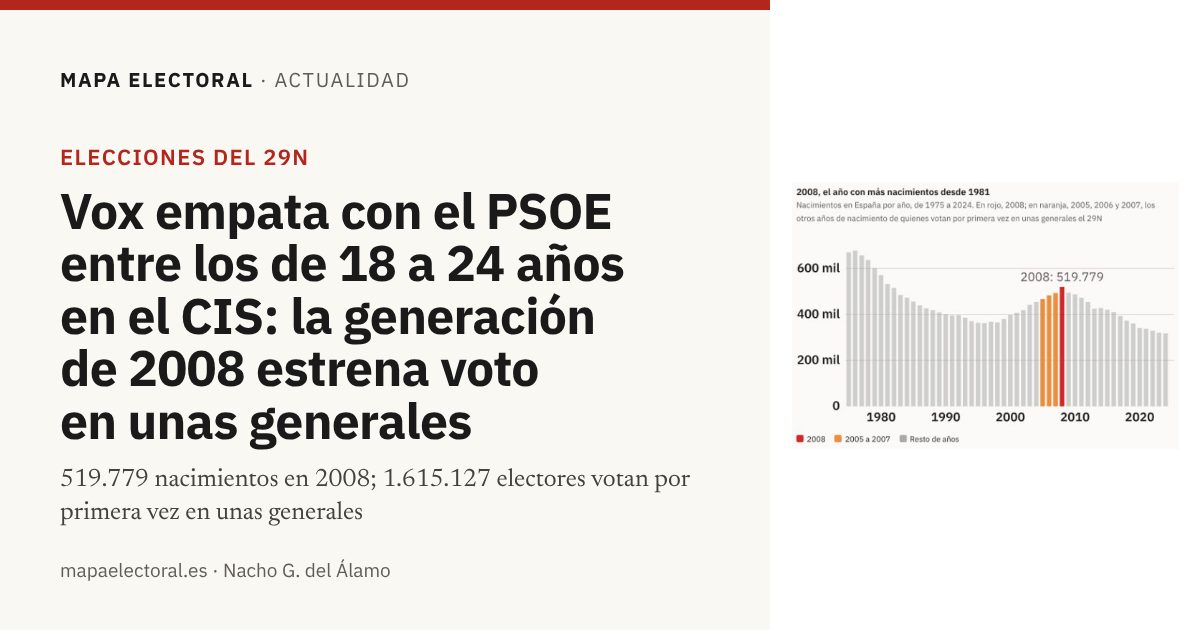 MAPA ELECTORAL · ACTUALIDAD
ELECCIONES DEL 29N
Vox empata con el PSOE
entre los de 18 a 24 años
en el CIS: la generación
de 2008 estrena voto
en unas generales
519.779 nacimientos en 2008; 1.615.127 electores votan por
primera vez en unas generales
mapaelectoral.es · Nacho G. del Álamo
2008, el año con más nacimientos desde 1981
Nacimientos en España por año, de 1975 a 2024. En rojo, 2008; en naranja, 2005, 2006 y 2007, los
otros años de nacimiento de quienes votan por primera vez en unas generales el 29N
2008: 519.779
600 mil
400 mil
200 mil
0
1980 1990 2000 2010 2020
2008 2005 a 2007 Resto de años